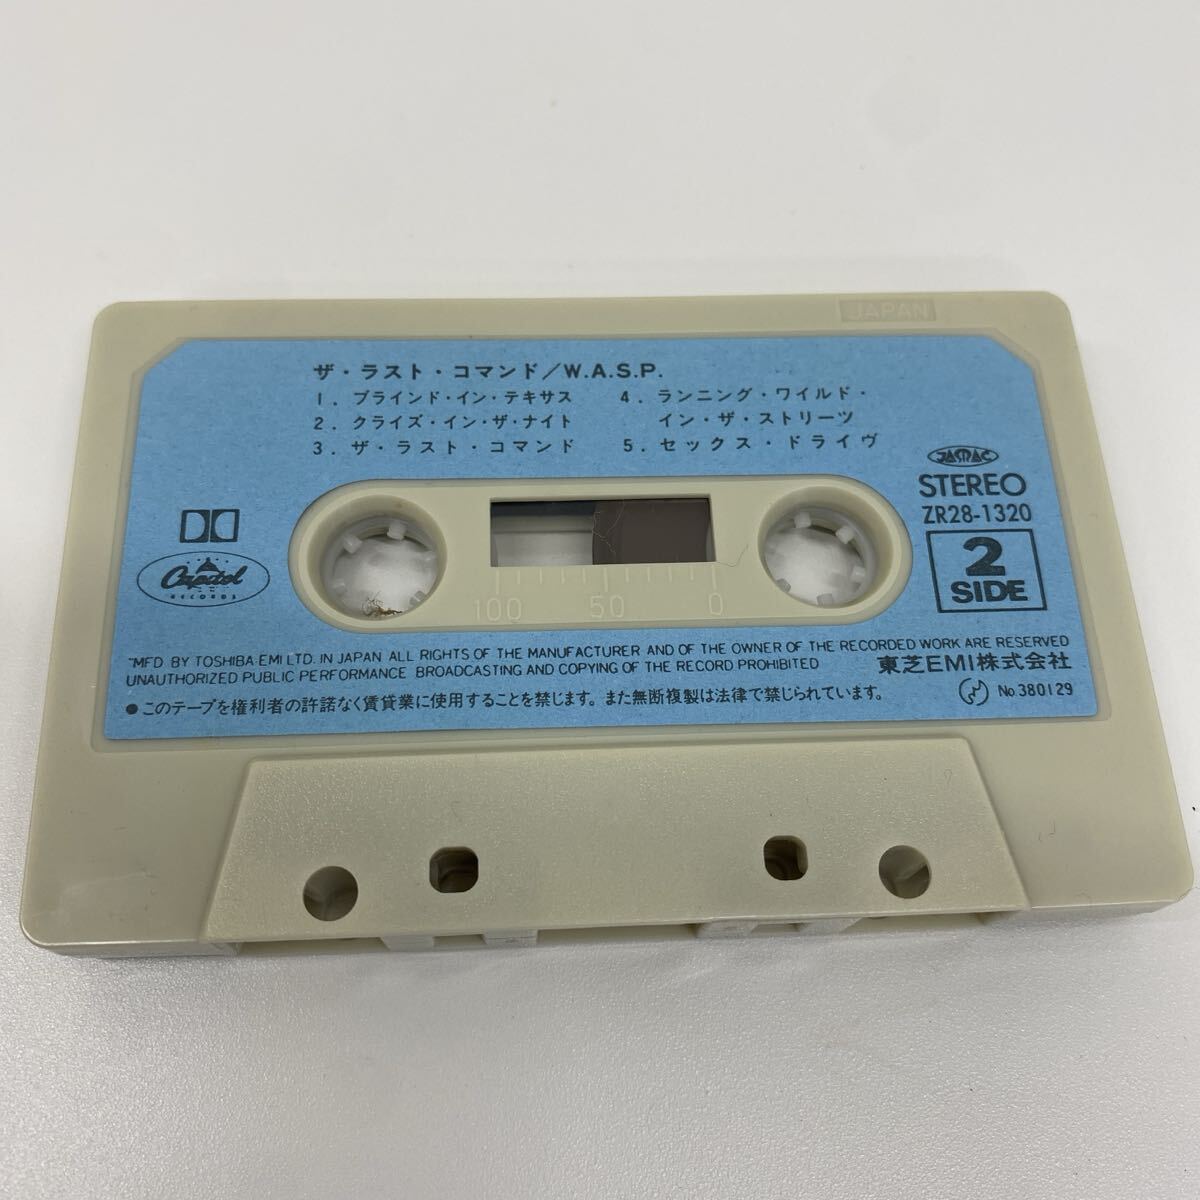 JAPAN
ザ・ラスト・コマンド／W.A.S.P.
1. ブラインド・イン・テキサス
2. クライズ・イン・ザ・ナイト
3. ザ・ラスト・コマンド
4. ランニング・ワイルド・
イン・ザ・ストリーツ
5. セックス・ドライヴ
JASRAC
STEREO
ZR28-1320
2
SIDE
Capitol
RECORDS
100 50 0
"MFD. BY TOSHIBA-EMI LTD. IN JAPAN ALL RIGHTS OF THE MANUFACTURER AND OF THE OWNER OF THE RECORDED WORK ARE RESERVED
UNAUTHORIZED PUBLIC PERFORMANCE BROADCASTING AND COPYING OF THE RECORD PROHIBITED
東芝EMI株式会社
●このテープを権利者の許諾なく賃貸業に使用することを禁じます。また無断複製は法律で禁じられています。
No.380129